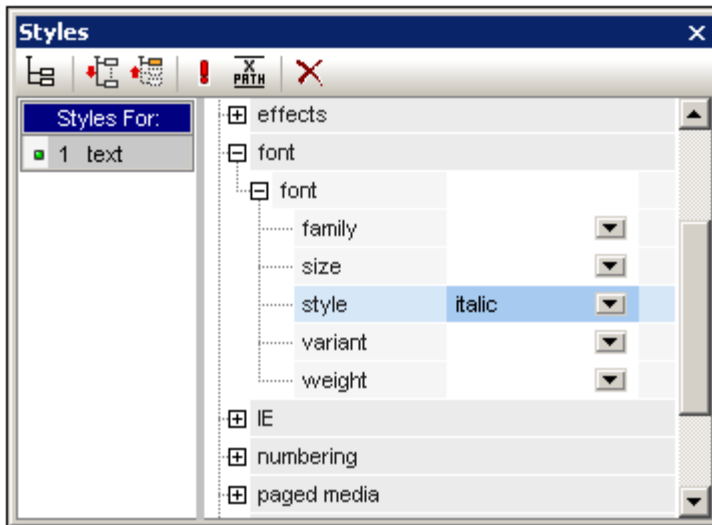 Styles
X
PATH
Styles For:
1 text
effects
font
font
family
size
style italic
variant
weight
IE
numbering
paged media